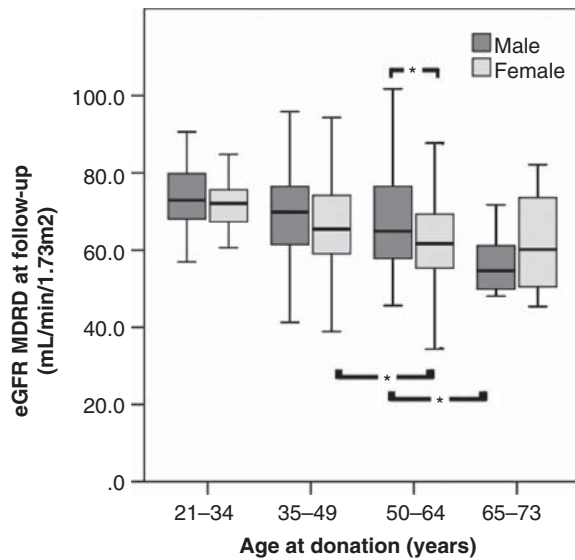 eGFR MDRD at follow-up
(mL/min/1.73m2)
100.0
80.0
60.0
40.0
20.0
.0
Male
Female
*
*
*
21–34
35–49
50–64
65–73
Age at donation (years)